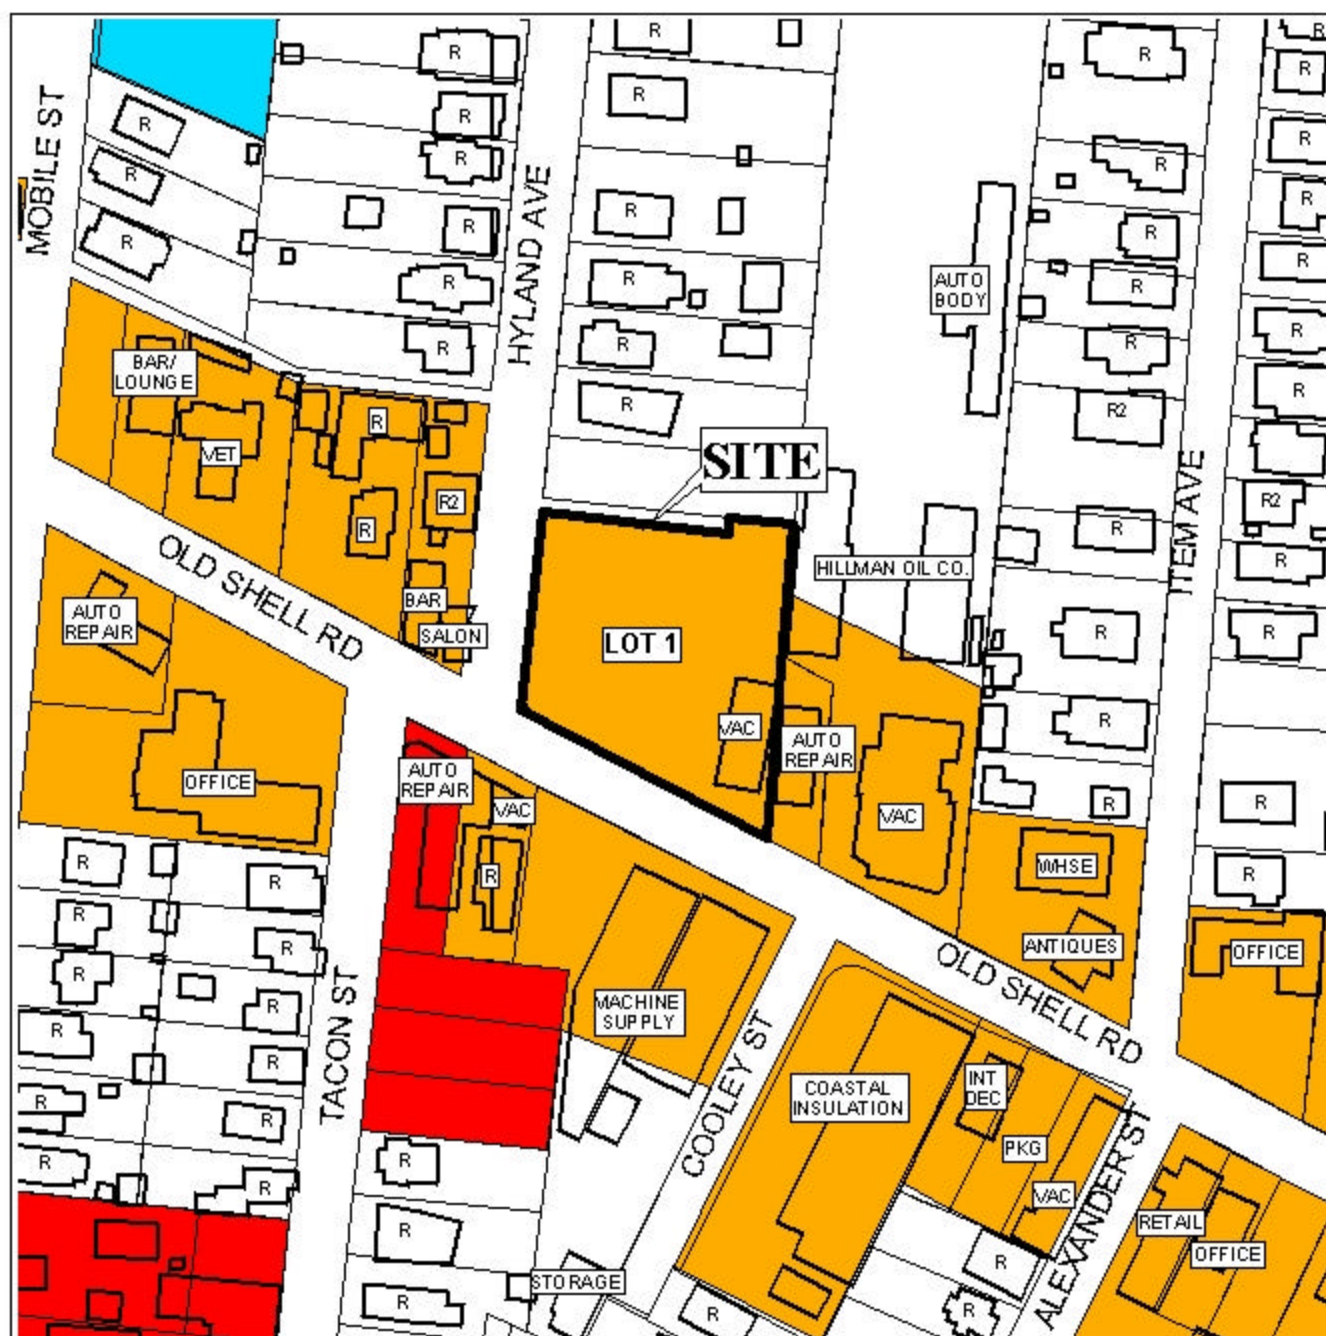 R
R
R
R
R
R
R
R
R
R
R
R
R
MOBILE ST
R
R
R
R
R
HYLAND AVE
R
R
R
R
R
R
AUTO
BODY
R
R
R
R
BAR/
LOUNGE
R
R
R
R
R
R2
VET
SITE
R2
R2
R
R
ITEM AVE
R
R
OLD SHELL RD
HILLMAN OIL CO.
BAR
AUTO
REPAIR
SALON
LOT 1
R
R
VAC
R
AUTO
REPAIR
OFFICE
AUTO
REPAIR
VAC
VAC
R
R
R
R
R
WHSE
R
R
R
ANTIQUES
OFFICE
R
R
OLD SHELL RD
R
MACHINE
SUPPLY
R
TACON ST
COOLEY ST
R
R
R
COASTAL
INSULATION
INT
DEC
PKG
R
R
R
VAC
ALEXANDER ST
RETAIL
OFFICE
R
R
STORAGE
R
R
R